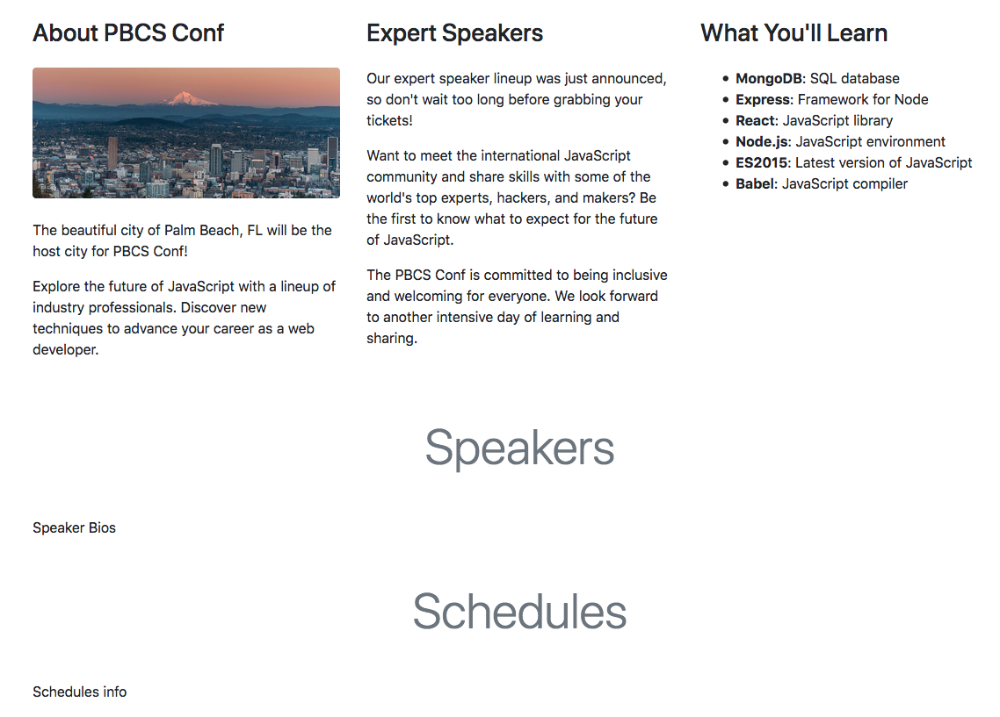 About PBCS Conf
The beautiful city of Palm Beach, FL will be the
host city for PBCS Conf!
Explore the future of JavaScript with a lineup of
industry professionals. Discover new
techniques to advance your career as a web
developer.
Expert Speakers
Our expert speaker lineup was just announced,
so don't wait too long before grabbing your
tickets!
Want to meet the international JavaScript
community and share skills with some of the
world's top experts, hackers, and makers? Be
the first to know what to expect for the future
of JavaScript.
The PBCS Conf is committed to being inclusive
and welcoming for everyone. We look forward
to another intensive day of learning and
sharing.
What You'll Learn
• MongoDB: SQL database
• Express: Framework for Node
• React: JavaScript library
• Node.js: JavaScript environment
• ES2015: Latest version of JavaScript
• Babel: JavaScript compiler
Speakers
Speaker Bios
Schedules
Schedules info